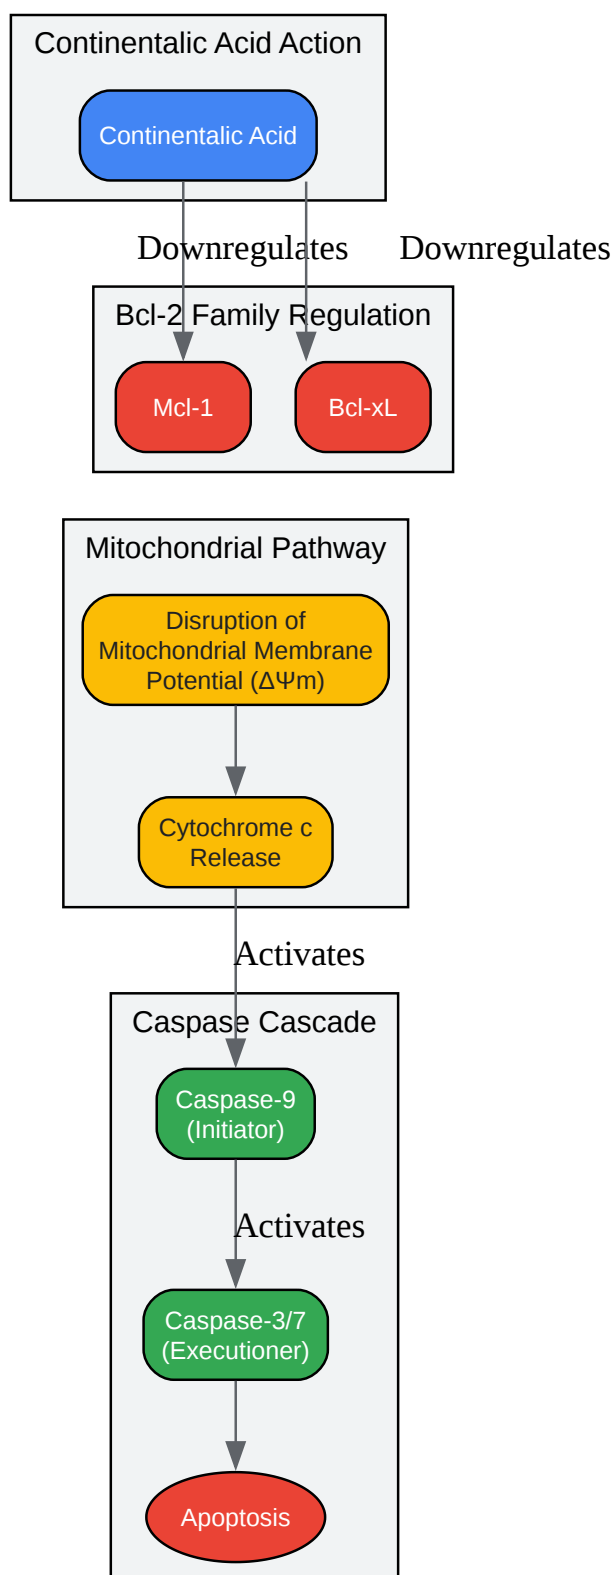 Continentalic Acid Action
Continentalic Acid
Downregulates
Downregulates
Bcl-2 Family Regulation
Mcl-1
Bcl-xL
Mitochondrial Pathway
Disruption of
Mitochondrial Membrane
Potential (ΔΨm)
Cytochrome c
Release
Activates
Caspase Cascade
Caspase-9
(Initiator)
Activates
Caspase-3/7
(Executioner)
Apoptosis